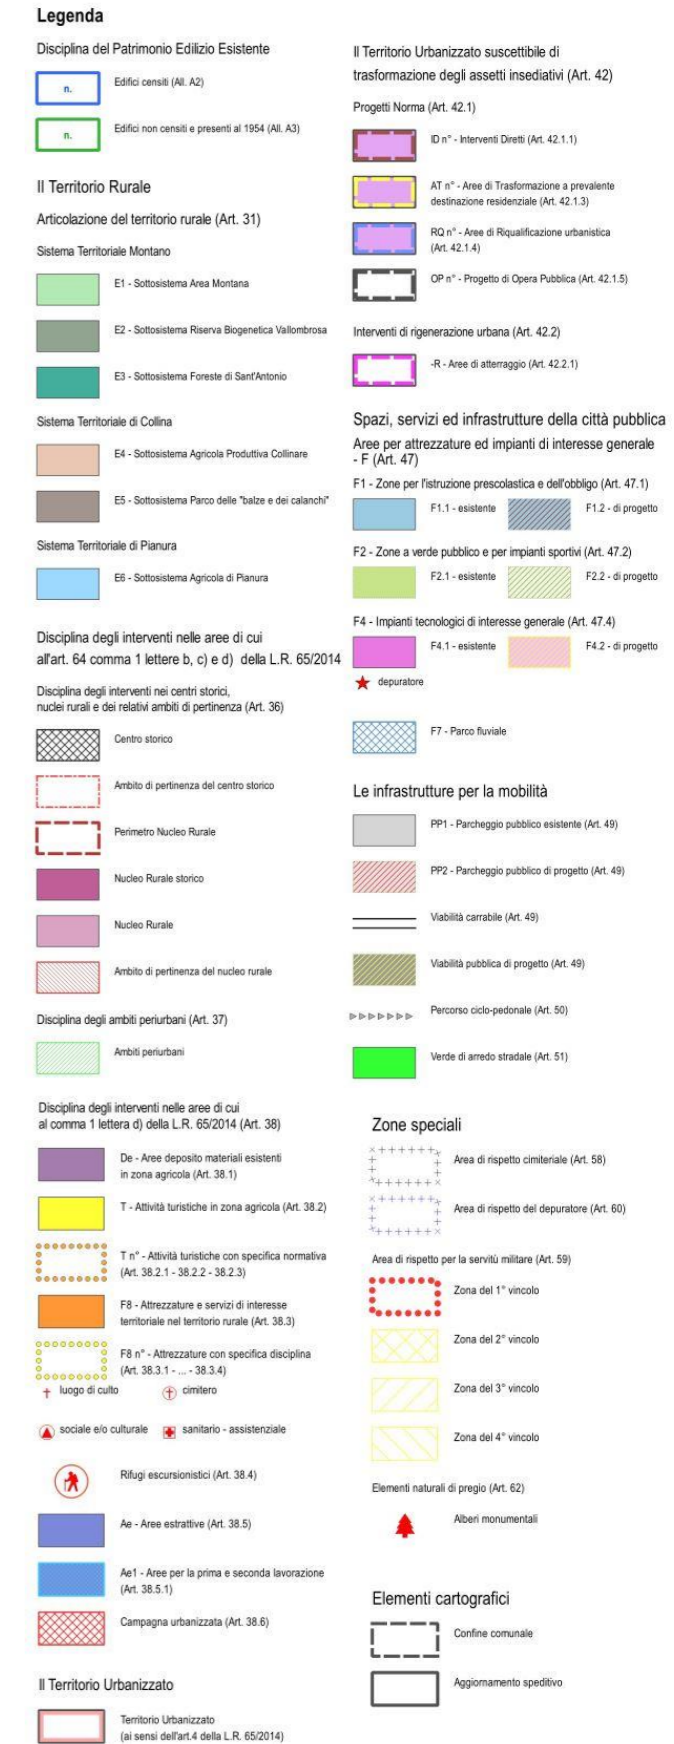 Legenda
Disciplina del Patrimonio Edilizio Esistente
n.
Edifici censiti (All. A2)
n.
Edifici non censiti e presenti al 1954 (All. A3)
Il Territorio Rurale
Articolazione del territorio rurale (Art. 31)
Sistema Territoriale Montano
E1 - Sottosistema Area Montana
E2 - Sottosistema Riserva Biogenetica Vallombrosa
E3 - Sottosistema Foreste di Sant'Antonio
Sistema Territoriale di Collina
E4 - Sottosistema Agricola Produttiva Collinare
E5 - Sottosistema Parco delle "balze e dei calanchi"
Sistema Territoriale di Pianura
E6 - Sottosistema Agricola di Pianura
Disciplina degli interventi nelle aree di cui
all'art. 64 comma 1 lettere b, c) e d) della L.R. 65/2014
Disciplina degli interventi nei centri storici,
nuclei rurali e dei relativi ambiti di pertinenza (Art. 36)
Centro storico
Ambito di pertinenza del centro storico
Perimetro Nucleo Rurale
Nucleo Rurale storico
Nucleo Rurale
Ambito di pertinenza del nucleo rurale
Disciplina degli ambiti periurbani (Art. 37)
Ambiti periurbani
Disciplina degli interventi nelle aree di cui
al comma 1 lettera d) della L.R. 65/2014 (Art. 38)
De - Aree deposito materiali esistenti
in zona agricola (Art. 38.1)
T - Attività turistiche in zona agricola (Art. 38.2)
T n° - Attività turistiche con specifica normativa
(Art. 38.2.1 - 38.2.2 - 38.2.3)
F8 - Attrezzature e servizi di interesse
territoriale nel territorio rurale (Art. 38.3)
F8 n° - Attrezzature con specifica disciplina
(Art. 38.3.1 - ... - 38.3.4)
luogo di culto
cimitero
sociale e/o culturale
sanitario - assistenziale
Rifugi escursionistici (Art. 38.4)
Ae - Aree estrattive (Art. 38.5)
Ae1 - Aree per la prima e seconda lavorazione
(Art. 38.5.1)
Campagna urbanizzata (Art. 38.6)
Il Territorio Urbanizzato
Territorio Urbanizzato
(ai sensi dell'art.4 della L.R. 65/2014)
Il Territorio Urbanizzato suscettibile di
trasformazione degli assetti insediativi (Art. 42)
Progetti Norma (Art. 42.1)
ID n° - Interventi Diretti (Art. 42.1.1)
AT n° - Aree di Trasformazione a prevalente
destinazione residenziale (Art. 42.1.3)
RQ n° - Aree di Riqualificazione urbanistica
(Art. 42.1.4)
OP n° - Progetto di Opera Pubblica (Art. 42.1.5)
Interventi di rigenerazione urbana (Art. 42.2)
-R - Aree di atterraggio (Art. 42.2.1)
Spazi, servizi ed infrastrutture della città pubblica
Aree per attrezzature ed impianti di interesse generale
- F (Art. 47)
F1 - Zone per l'istruzione prescolastica e dell'obbligo (Art. 47.1)
F1.1 - esistente
F1.2 - di progetto
F2 - Zone a verde pubblico e per impianti sportivi (Art. 47.2)
F2.1 - esistente
F2.2 - di progetto
F4 - Impianti tecnologici di interesse generale (Art. 47.4)
F4.1 - esistente
F4.2 - di progetto
depuratore
F7 - Parco fluviale
Le infrastrutture per la mobilità
PP1 - Parcheggio pubblico esistente (Art. 49)
PP2 - Parcheggio pubblico di progetto (Art. 49)
Viabilità carrabile (Art. 49)
Viabilità pubblica di progetto (Art. 49)
Percorso ciclo-pedonale (Art. 50)
Verde di arredo stradale (Art. 51)
Zone speciali
Area di rispetto cimiteriale (Art. 58)
Area di rispetto del depuratore (Art. 60)
Area di rispetto per la servitù militare (Art. 59)
Zona del 1° vincolo
Zona del 2° vincolo
Zona del 3° vincolo
Zona del 4° vincolo
Elementi naturali di pregio (Art. 62)
Alberi monumentali
Elementi cartografici
Confine comunale
Aggiornamento speditivo